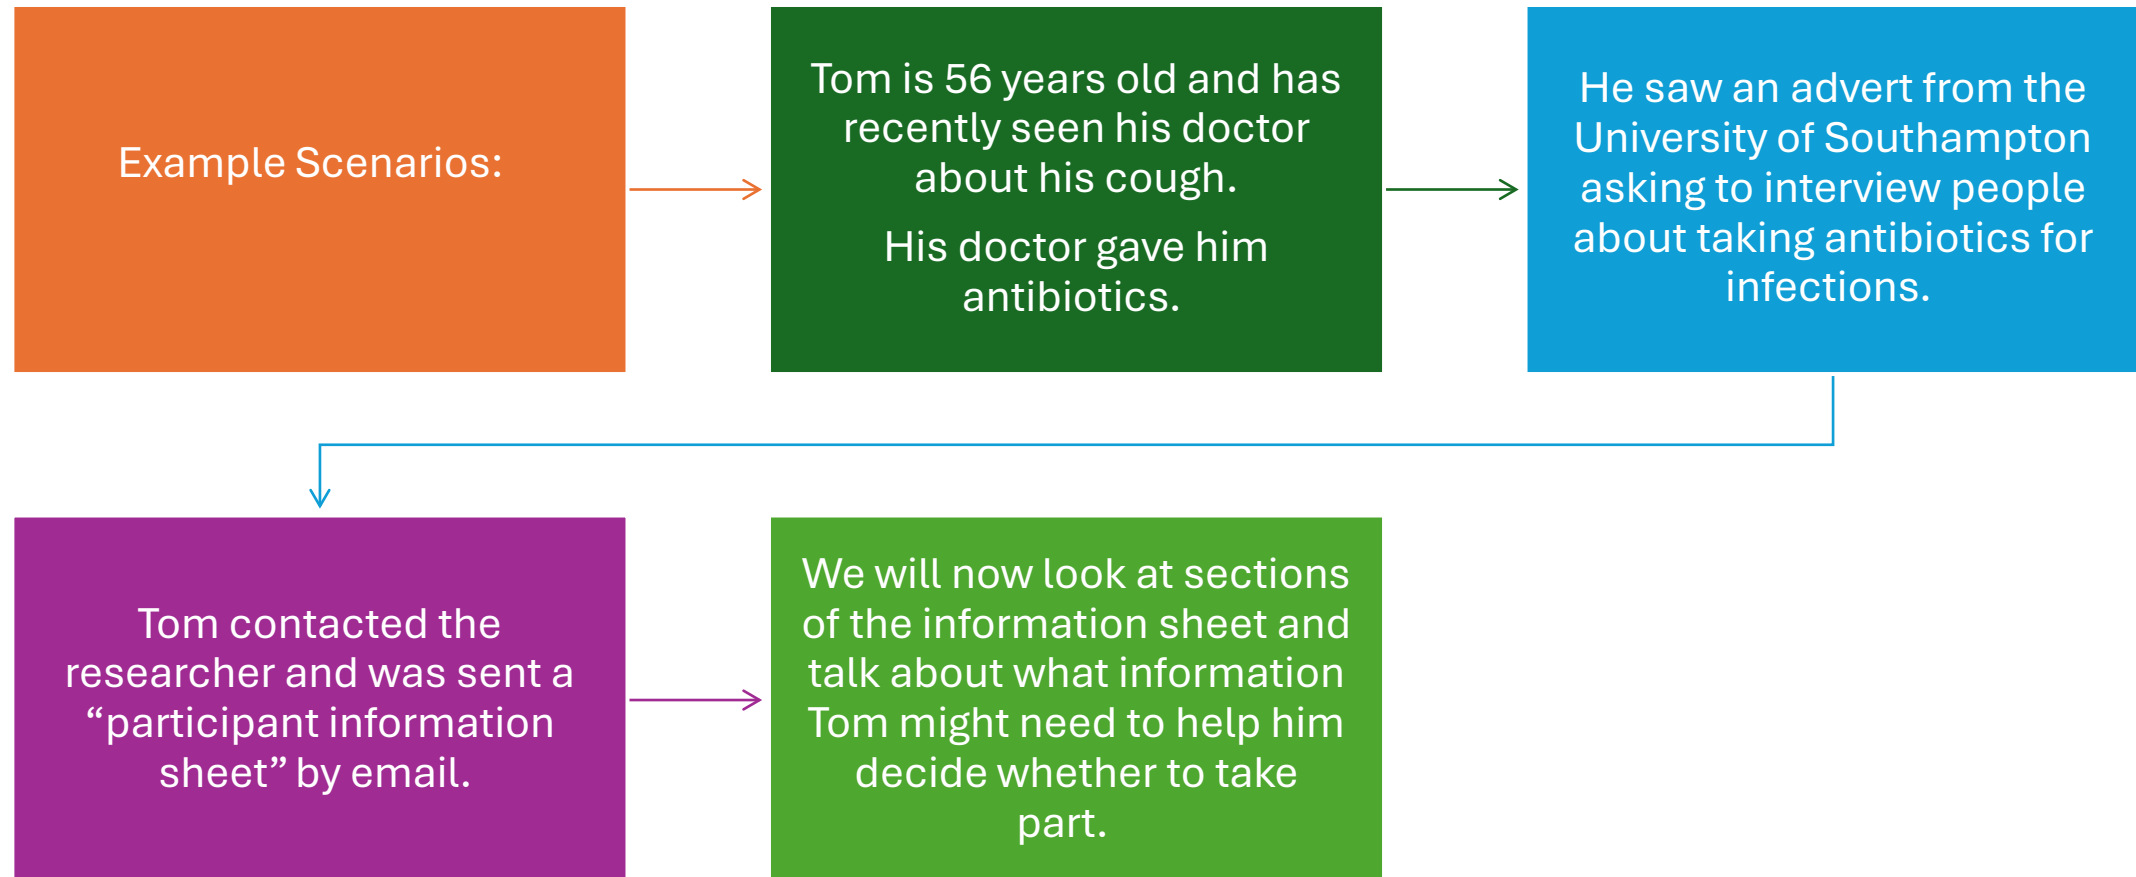 Example Scenarios:
Tom is 56 years old and has
recently seen his doctor
about his cough.
His doctor gave him
antibiotics.
He saw an advert from the
University of Southampton
asking to interview people
about taking antibiotics for
infections.
Tom contacted the
researcher and was sent a
“participant information
sheet” by email.
We will now look at sections
of the information sheet and
talk about what information
Tom might need to help him
decide whether to take
part.